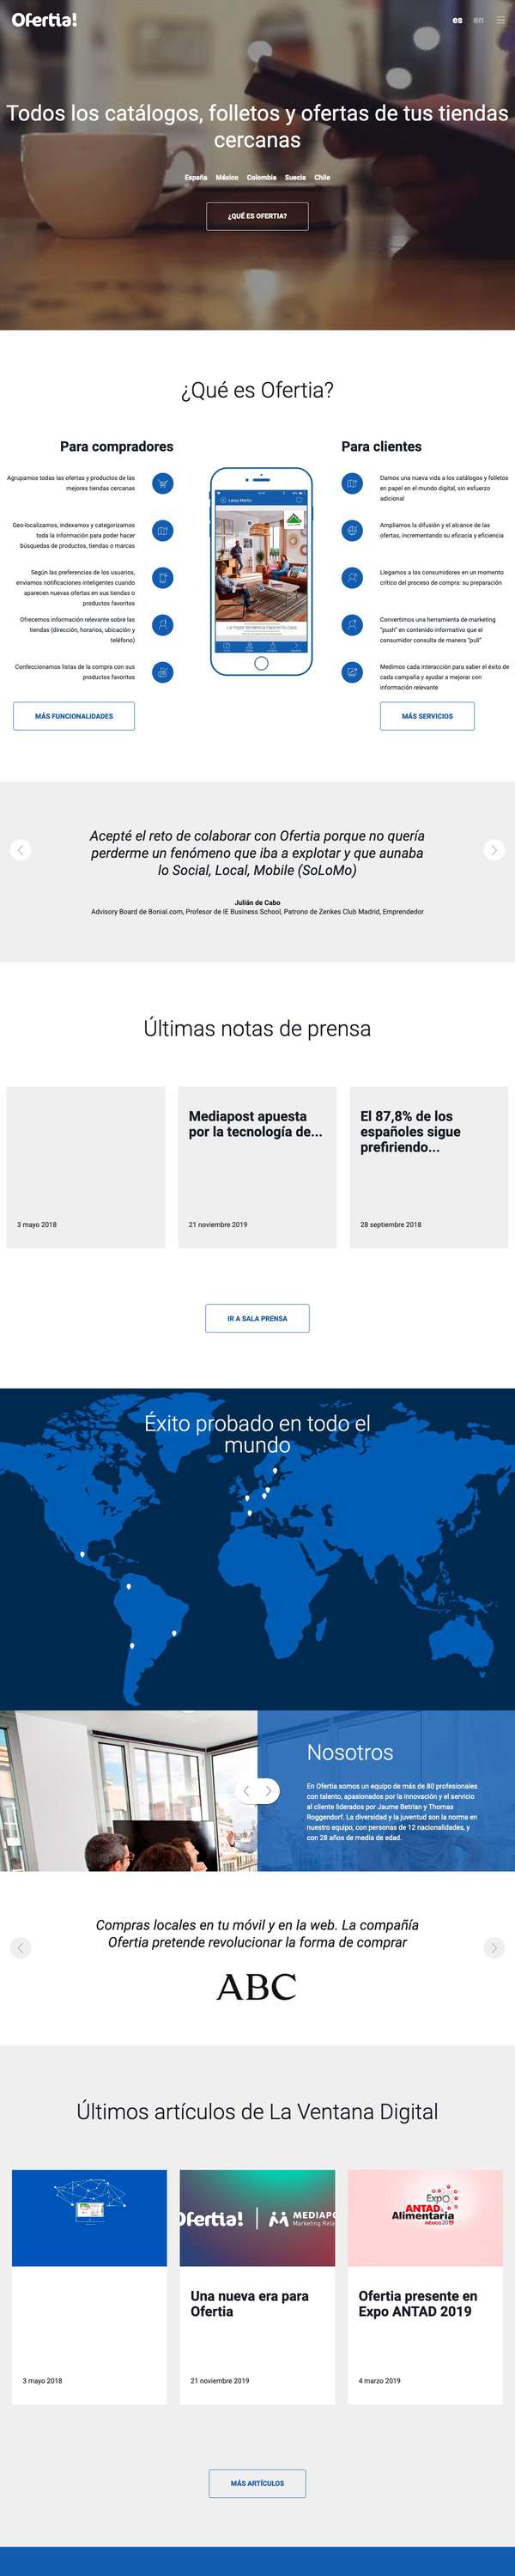 Ofertia!
es en
Todos los catálogos, folletos y ofertas de tus tiendas
cercanas
España México Colombia Suecia Chile
¿QUÉ ES OFERTIA?
¿Qué es Ofertia?
Para compradores
Agrupamos todas las ofertas y productos de las
mejores tiendas cercanas
Geo-localizamos, indexamos y categorizamos
toda la información para poder hacer
búsquedas de productos, tiendas o marcas
Según las preferencias de los usuarios,
enviamos notificaciones inteligentes cuando
aparecen nuevas ofertas en sus tiendas o
productos favoritos
Ofrecemos información relevante sobre las
tiendas (dirección, horarios, ubicación y
teléfono)
Confeccionamos listas de la compra con sus
productos favoritos
MÁS FUNCIONALIDADES
Leroy Merlin
Para clientes
Damos una nueva vida a los catálogos y folletos
en papel en el mundo digital, sin esfuerzo
adicional
Ampliamos la difusión y el alcance de las
ofertas, incrementando su eficacia y eficiencia
Llegamos a los consumidores en un momento
crítico del proceso de compra: su preparación
Convertimos una herramienta de marketing
"push" en contenido informativo que el
consumidor consulta de manera "pull"
Medimos cada interacción para saber el éxito de
cada campaña y ayudar a mejorar con
información relevante
MÁS SERVICIOS
Acepté el reto de colaborar con Ofertia porque no quería
perderme un fenómeno que iba a explotar y que aunaba
lo Social, Local, Mobile (SoLoMo)
Julián de Cabo
Advisory Board de Bonial.com, Profesor de IE Business School, Patrono de Zenkes Club Madrid, Emprendedor
Últimas notas de prensa
3 mayo 2018
Mediapost apuesta
por la tecnología de...
21 noviembre 2019
El 87,8% de los
españoles sigue
prefiriendo...
28 septiembre 2018
IR A SALA PRENSA
Éxito probado en todo el
mundo
Nosotros
En Ofertia somos un equipo de más de 80 profesionales
con talento, apasionados por la innovación y el servicio
al cliente liderados por Jaume Betrian y Thomas
Roggendorf. La diversidad y la juventud son la norma en
nuestro equipo, con personas de 12 nacionalidades, y
con 28 años de media de edad.
Compras locales en tu móvil y en la web. La compañía
Ofertia pretende revolucionar la forma de comprar
ABC
Últimos artículos de La Ventana Digital
3 mayo 2018
Ofertia! | MEDIAPO
Marketing Rela
Una nueva era para
Ofertia
21 noviembre 2019
Expo
ANTAD
Alimentaria
MÉXICO 2019
Ofertia presente en
Expo ANTAD 2019
4 marzo 2019
MÁS ARTÍCULOS